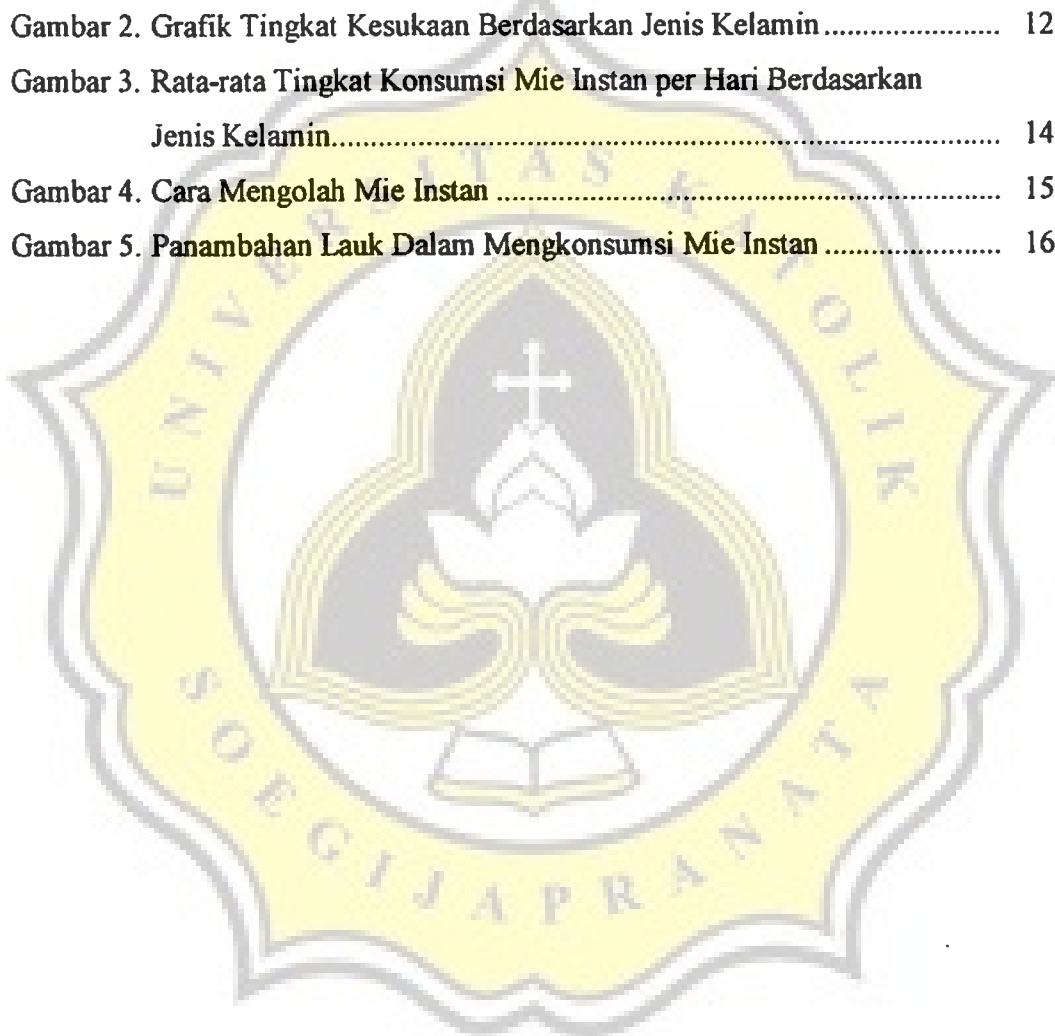 Gambar 2. Grafik Tingkat Kesukaan Berdasarkan Jenis Kelamin ...................... 12
Gambar 3. Rata-rata Tingkat Konsumsi Mie Instan per Hari Berdasarkan
Jenis Kelamin..................................................................................... 14
Gambar 4. Cara Mengolah Mie Instan ................................................................ 15
Gambar 5. Panambahan Lauk Dalam Mengkonsumsi Mie Instan ...................... 16
UNIVERSITAS KATOLIK
SOEGIJAPRANATA